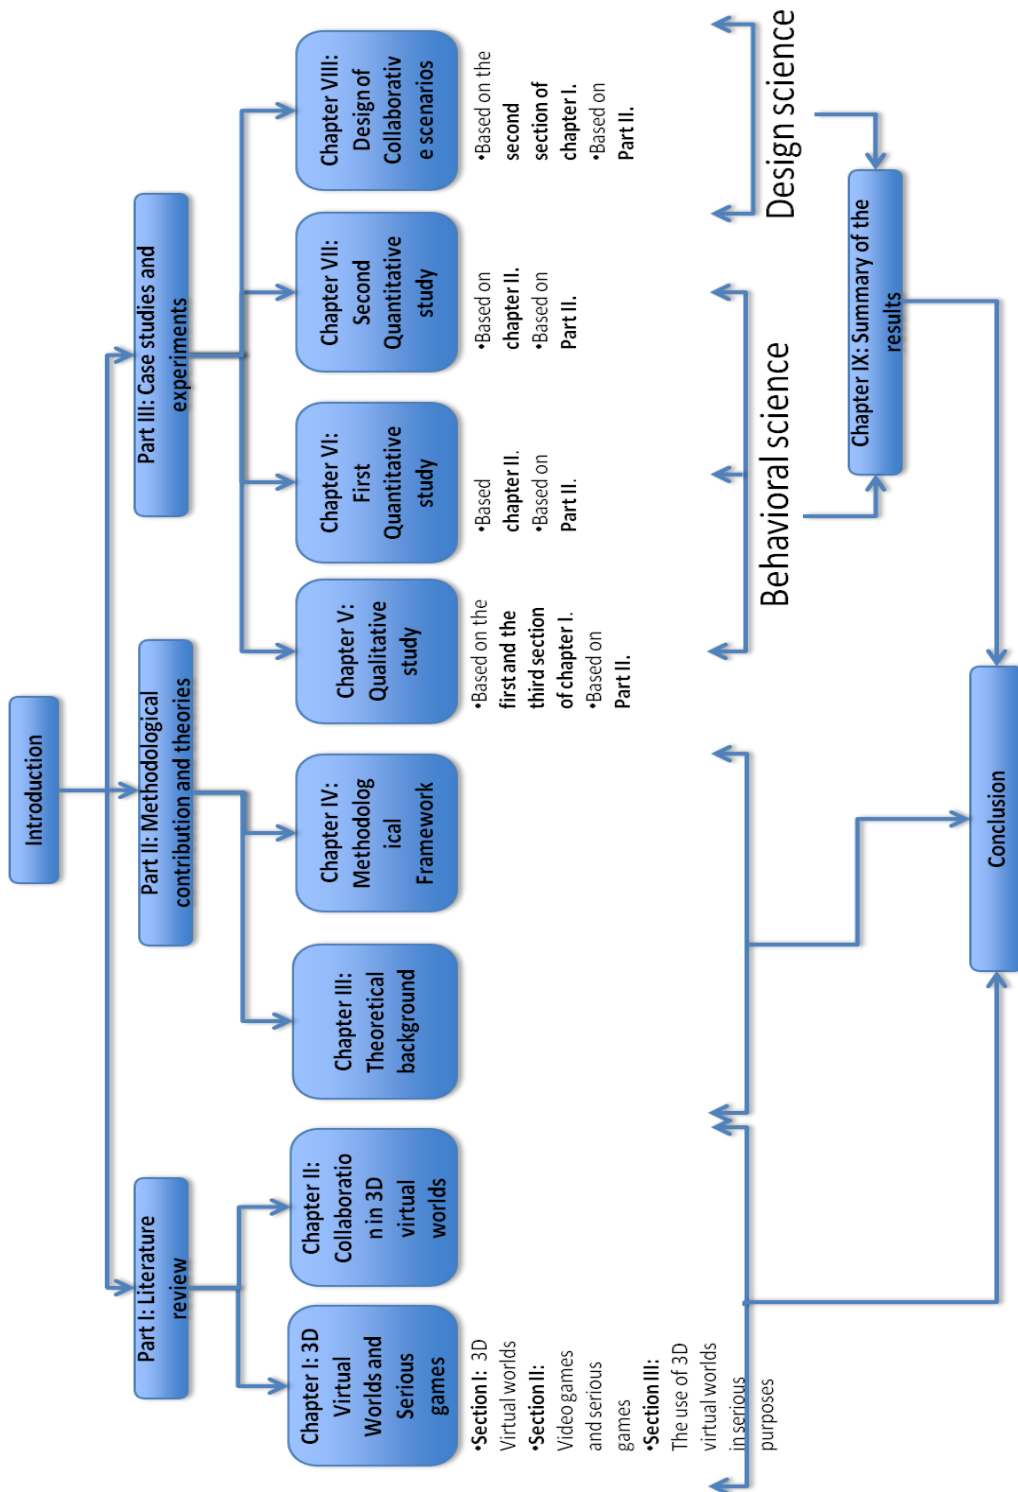 Introduction
Part I: Literature
review
Part II: Methodological
contribution and theories
Part III: Case studies and
experiments
Chapter I: 3D
Virtual
Worlds and
Serious
games
Chapter II:
Collaboratio
n in 3D
virtual
worlds
Chapter III:
Theoretical
background
Chapter IV:
Methodolog
ical
Framework
Chapter V:
Qualitative
study
Chapter VI:
First
Quantitative
study
Chapter VII:
Second
Quantitative
study
Chapter VIII:
Design of
Collaborativ
e scenarios
•Section I: 3D
Virtual worlds
•Section II:
Video games
and serious
games
•Section III:
The use of 3D
virtual worlds
in serious
purposes
•Based on the
first and the
third section
of chapter I.
•Based on
Part II.
•Based
chapter II.
•Based on
Part II.
•Based on
chapter II.
•Based on
Part II.
•Based on the
second
section of
chapter I.
•Based on
Part II.
Behavioral science
Design science
Chapter IX: Summary of the
results
Conclusion